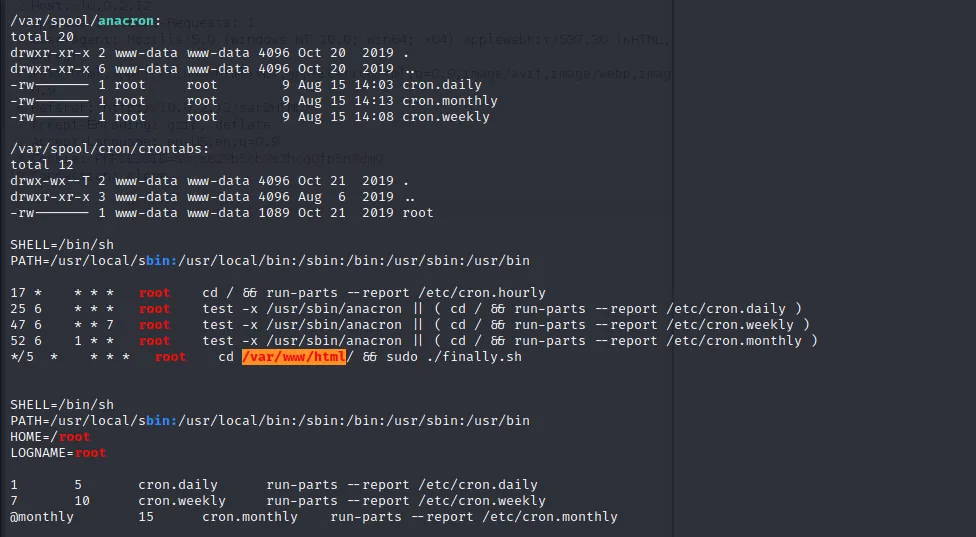 /var/spool/anacron:
total 20
drwxr-xr-x 2 www-data www-data 4096 Oct 20  2019 .
drwxr-xr-x 6 www-data www-data 4096 Oct 20  2019 ..
-rw------- 1 root     root        9 Aug 15 14:03 cron.daily
-rw------- 1 root     root        9 Aug 15 14:13 cron.monthly
-rw------- 1 root     root        9 Aug 15 14:08 cron.weekly

/var/spool/cron/crontabs:
total 12
drwx-wx--T 2 www-data www-data 4096 Oct 21  2019 .
drwxr-xr-x 3 www-data www-data 4096 Aug  6  2019 ..
-rw------- 1 www-data www-data 1089 Oct 21  2019 root

SHELL=/bin/sh
PATH=/usr/local/sbin:/usr/local/bin:/sbin:/bin:/usr/sbin:/usr/bin

17 *    * * *   root    cd / && run-parts --report /etc/cron.hourly
25 6    * * *   root    test -x /usr/sbin/anacron || ( cd / && run-parts --report /etc/cron.daily )
47 6    * * 7   root    test -x /usr/sbin/anacron || ( cd / && run-parts --report /etc/cron.weekly )
52 6    1 * *   root    test -x /usr/sbin/anacron || ( cd / && run-parts --report /etc/cron.monthly )
*/5  *    * * *   root    cd /var/www/html/ && sudo ./finally.sh

SHELL=/bin/sh
PATH=/usr/local/sbin:/usr/local/bin:/sbin:/bin:/usr/sbin:/usr/bin
HOME=/root
LOGNAME=root

1       5       cron.daily      run-parts --report /etc/cron.daily
7       10      cron.weekly     run-parts --report /etc/cron.weekly
@monthly        15      cron.monthly    run-parts --report /etc/cron.monthly